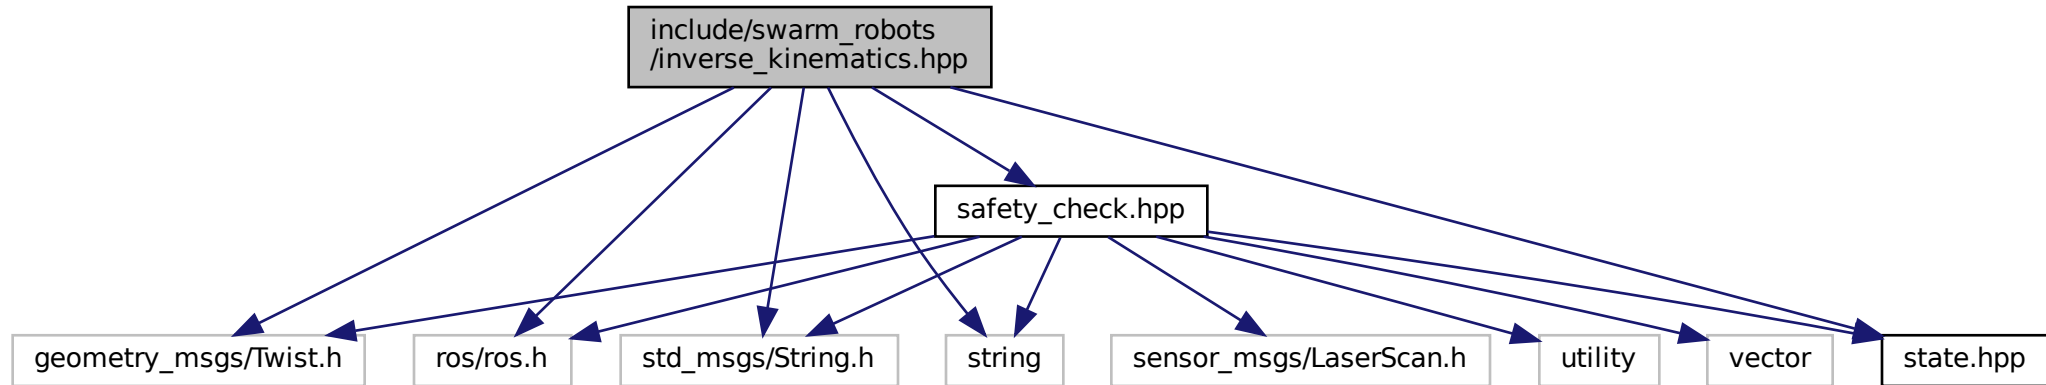 include/swarm_robots
/inverse_kinematics.hpp
safety_check.hpp
geometry_msgs/Twist.h
ros/ros.h
std_msgs/String.h
string
sensor_msgs/LaserScan.h
utility
vector
state.hpp